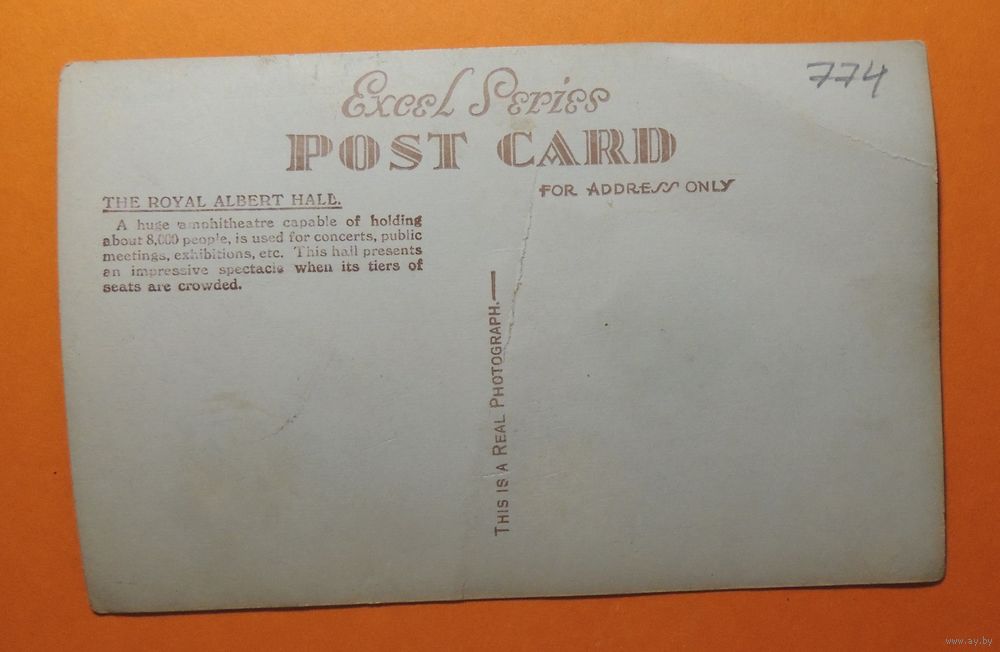 774
Excel Series
POST CARD
FOR ADDRESS ONLY
THE ROYAL ALBERT HALL.
A huge amphitheatre capable of holding
about 8,000 people, is used for concerts, public
meetings, exhibitions, etc. This hall presents
an impressive spectacle when its tiers of
seats are crowded.
THIS IS A REAL PHOTOGRAPH.—
www.ay.by